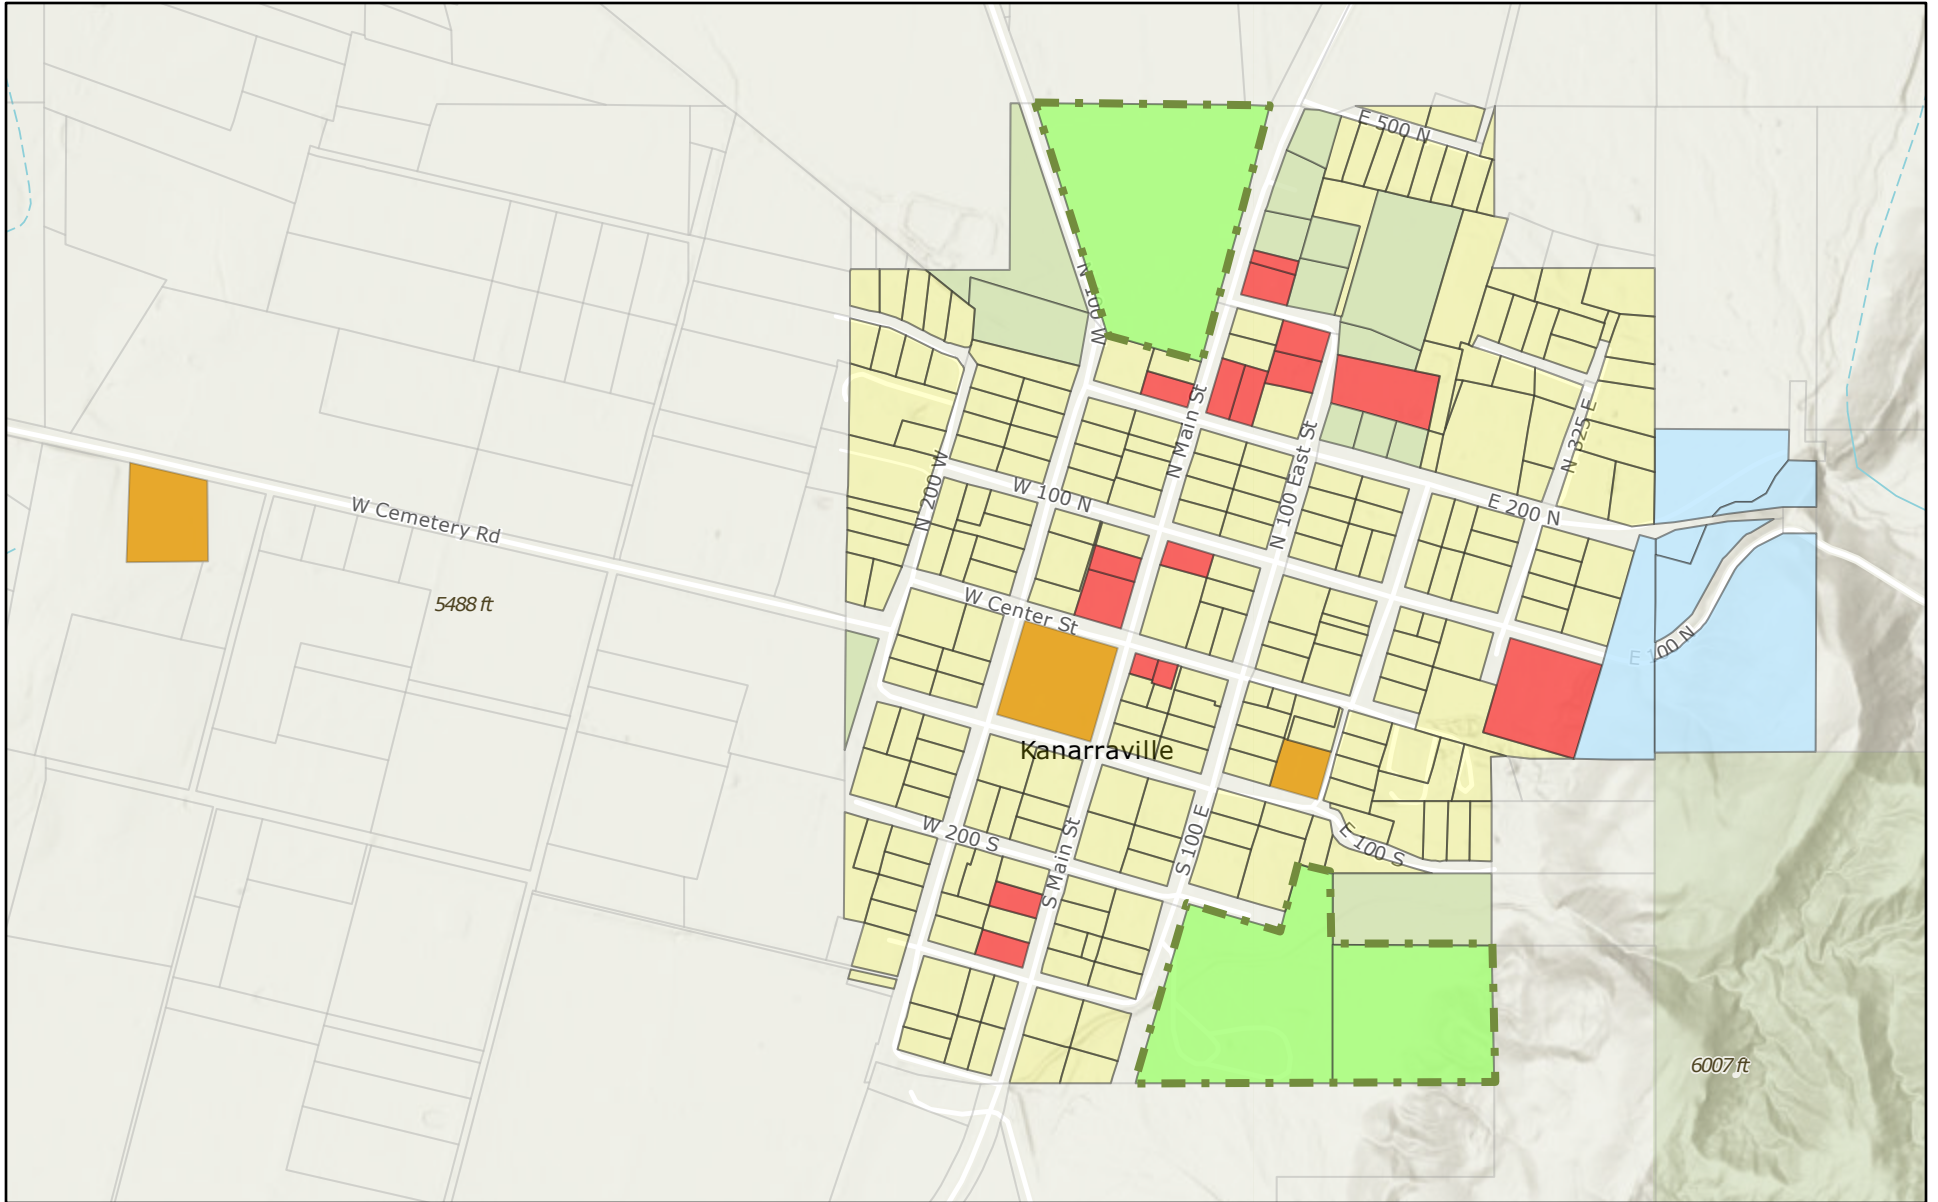 E 500 N
N 100 W
N Main St
N 325 E
N 100 East St
N 200 W
W 100 N
E 200 N
W Cemetery Rd
5488 ft
W Center St
E 100 N
Kanarraville
W 200 S
S Main St
S 100 E
E 100 S
6007 ft